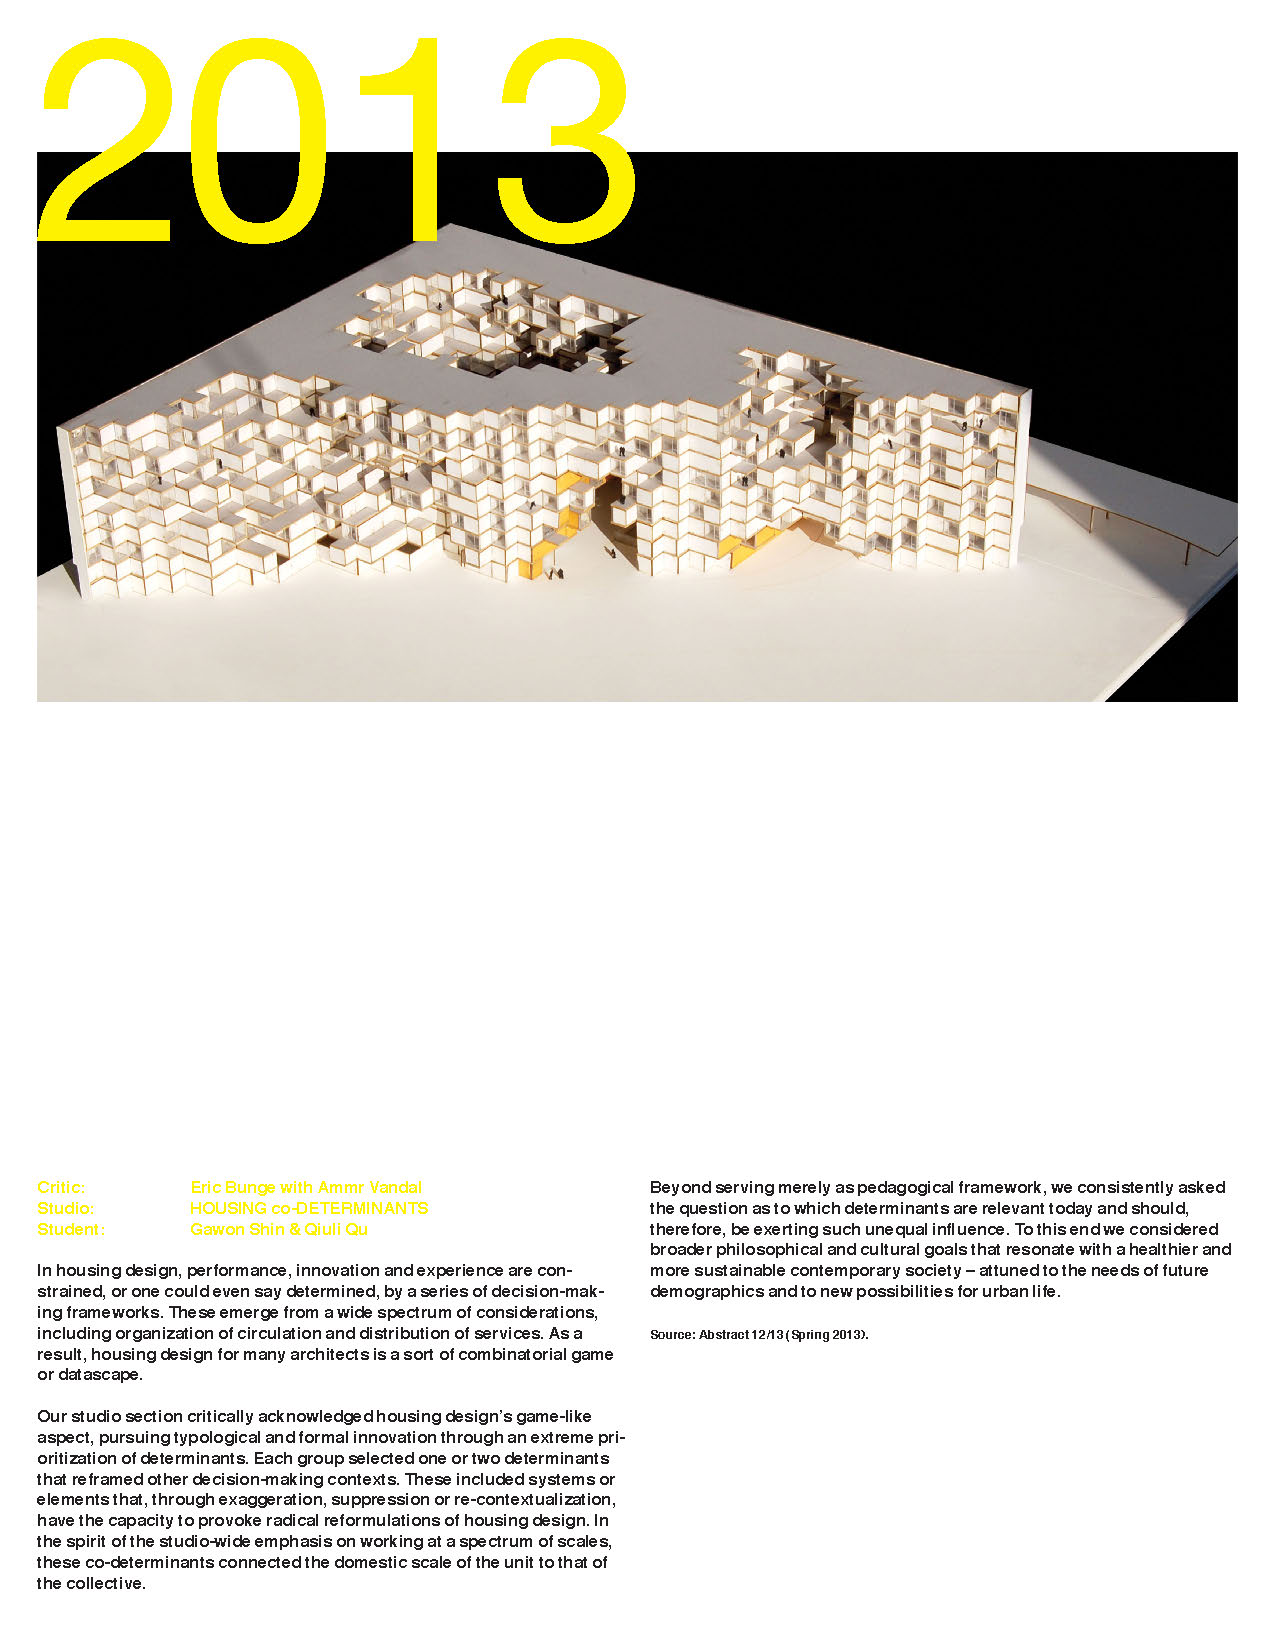 2013
Critic: Eric Bunge with Ammr Vandal
Studio: HOUSING co-DETERMINANTS
Student: Gawon Shin & Qiuli Qu
In housing design, performance, innovation and experience are con-
strained, or one could even say determined, by a series of decision-mak-
ing frameworks. These emerge from a wide spectrum of considerations,
including organization of circulation and distribution of services. As a
result, housing design for many architects is a sort of combinatorial game
or datascape.
Our studio section critically acknowledged housing design’s game-like
aspect, pursuing typological and formal innovation through an extreme pri-
oritization of determinants. Each group selected one or two determinants
that reframed other decision-making contexts. These included systems or
elements that, through exaggeration, suppression or re-contextualization,
have the capacity to provoke radical reformulations of housing design. In
the spirit of the studio-wide emphasis on working at a spectrum of scales,
these co-determinants connected the domestic scale of the unit to that of
the collective.
Beyond serving merely as pedagogical framework, we consistently asked
the question as to which determinants are relevant today and should,
therefore, be exerting such unequal influence. To this end we considered
broader philosophical and cultural goals that resonate with a healthier and
more sustainable contemporary society – attuned to the needs of future
demographics and to new possibilities for urban life.
Source: Abstract 12/13 (Spring 2013).